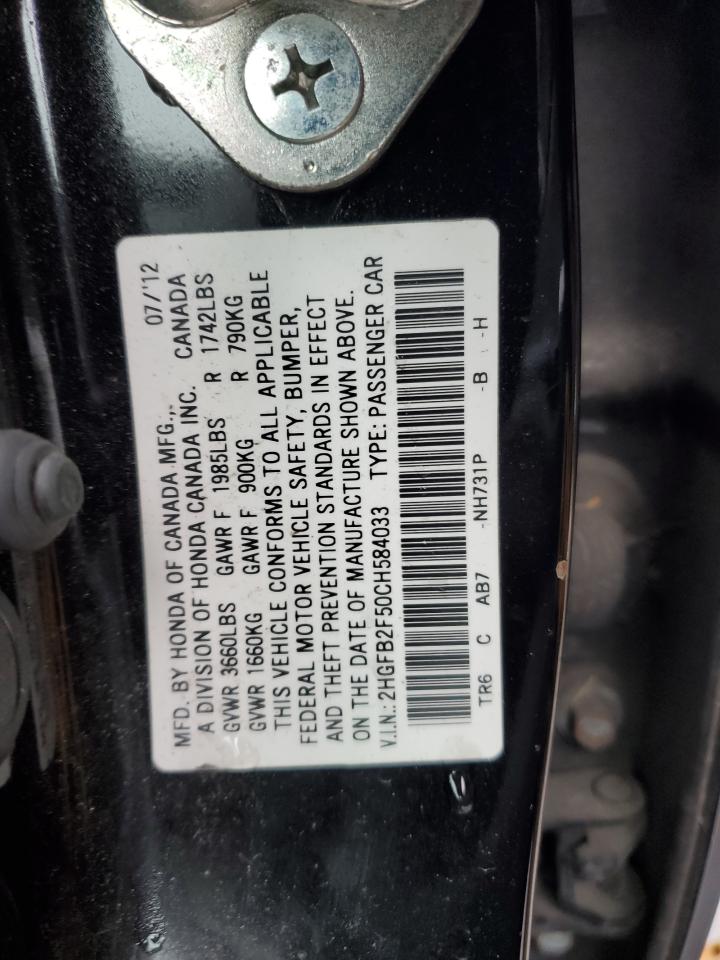 MFD. BY HONDA OF CANADA MFG., 07/'12
A DIVISION OF HONDA CANADA INC. CANADA
GVWR 3660LBS GAWR F 1985LBS R 1742LBS
GVWR 1660KG GAWR F 900KG R 790KG
THIS VEHICLE CONFORMS TO ALL APPLICABLE
FEDERAL MOTOR VEHICLE SAFETY, BUMPER,
AND THEFT PREVENTION STANDARDS IN EFFECT
ON THE DATE OF MANUFACTURE SHOWN ABOVE.
V.I.N.: 2HGFB2F50CH584033 TYPE: PASSENGER CAR
TR6 C AB7 -NH731P -B -H